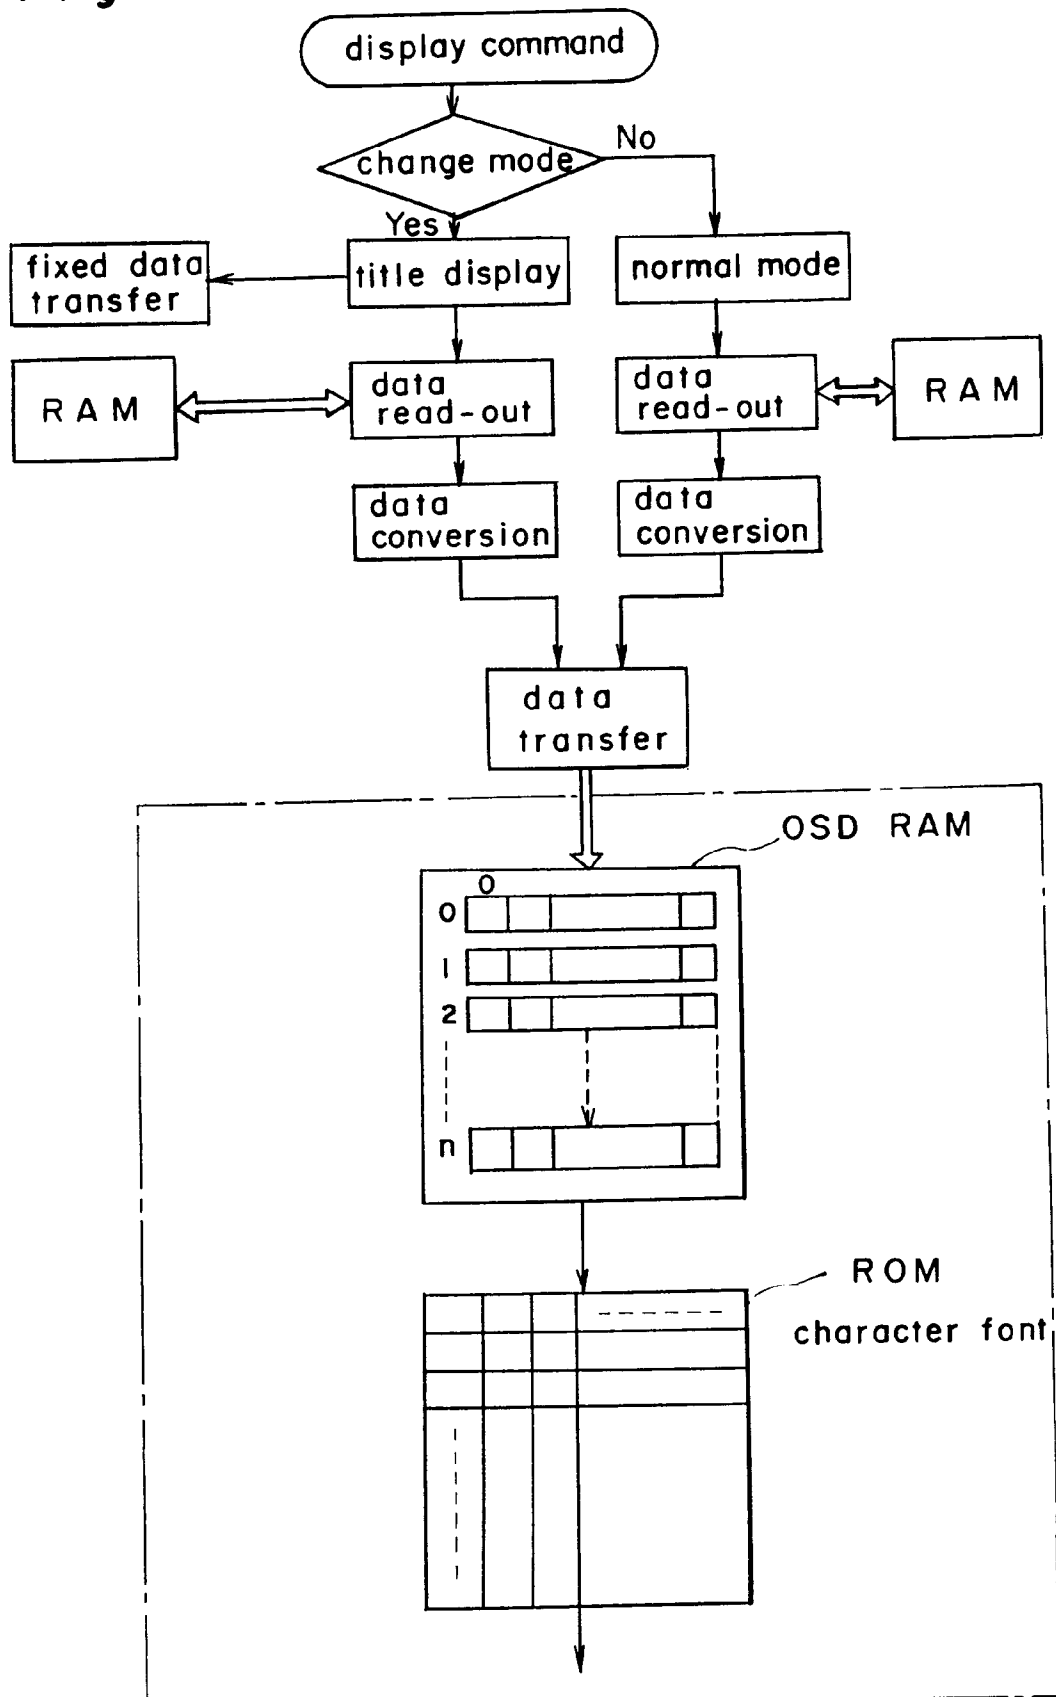 display command
change mode
No
Yes
fixed data
transfer
title display
normal mode
RAM
data
read-out
data
read-out
RAM
data
conversion
data
conversion
data
transfer
OSD RAM
0
0
1
2
n
ROM
character font